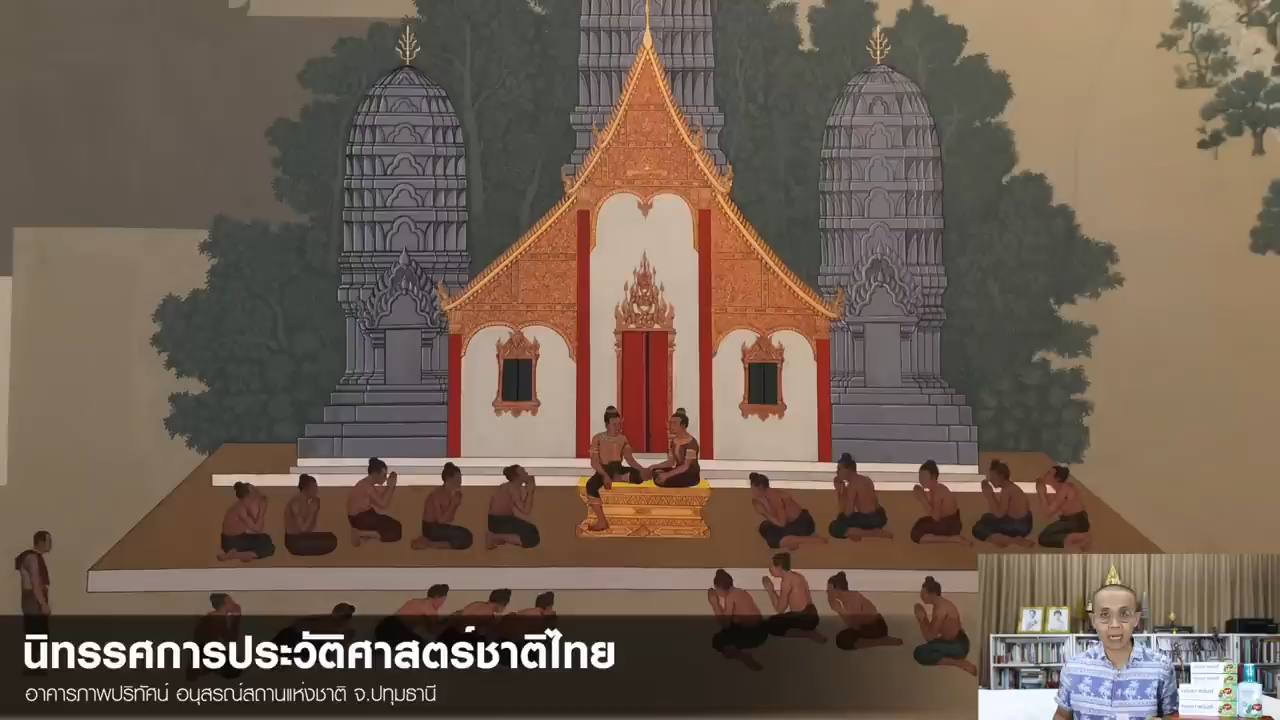 นิทรรศการประวัติศาสตร์ชาติไทย
อาคารภาพปริทัศน์ อนุสรณ์สถานแห่งชาติ จ.ปทุมธานี